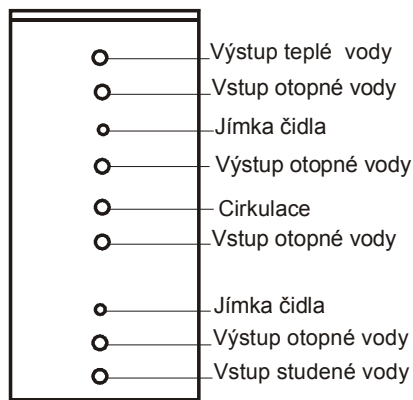 Výstup teplé vody
Vstup otopné vody
Jímka čidla
Výstup otopné vody
Cirkulace
Vstup otopné vody
Jímka čidla
Výstup otopné vody
Vstup studené vody